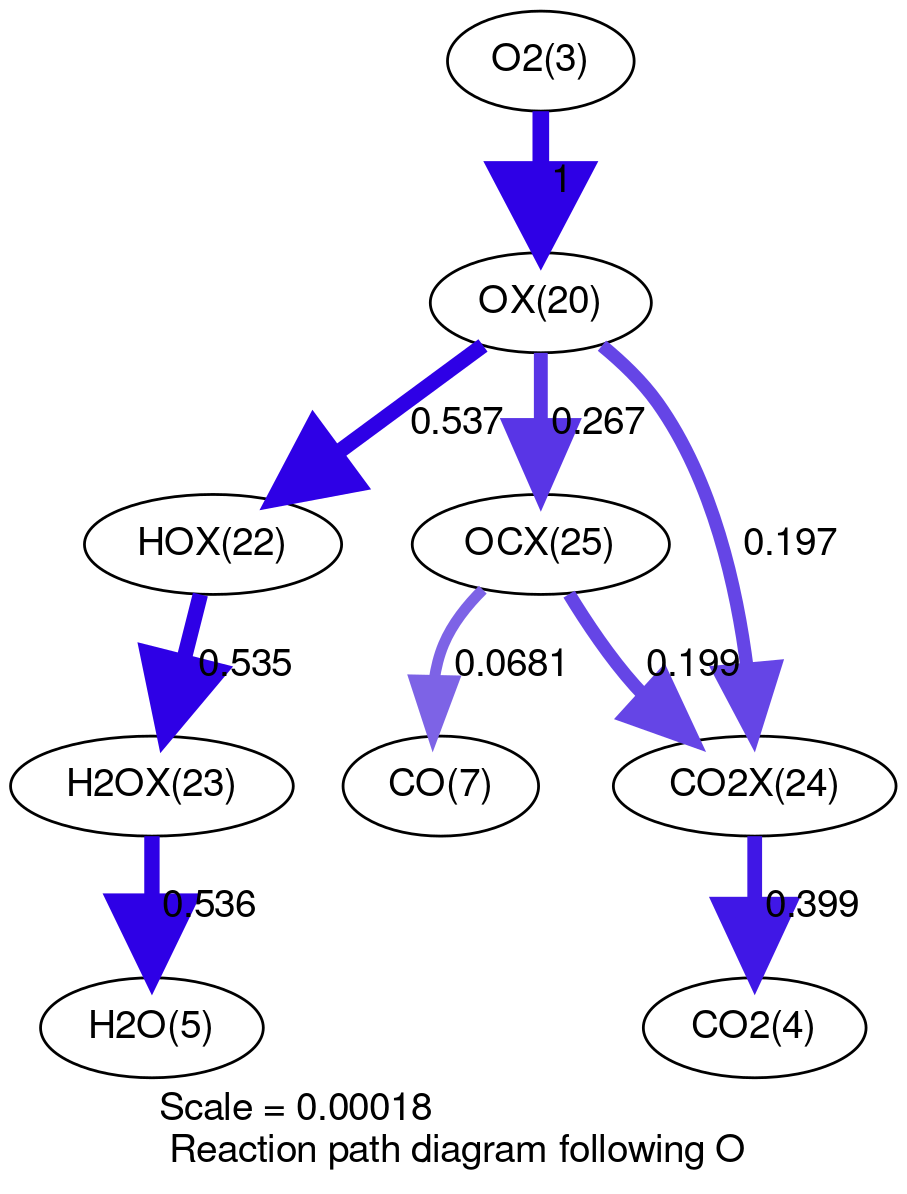 O2(3)
1
OX(20)
0.537
0.267
0.197
HOX(22)
OCX(25)
0.535
0.0681
0.199
H2OX(23)
CO(7)
CO2X(24)
0.536
0.399
H2O(5)
CO2(4)
Scale = 0.00018
Reaction path diagram following O